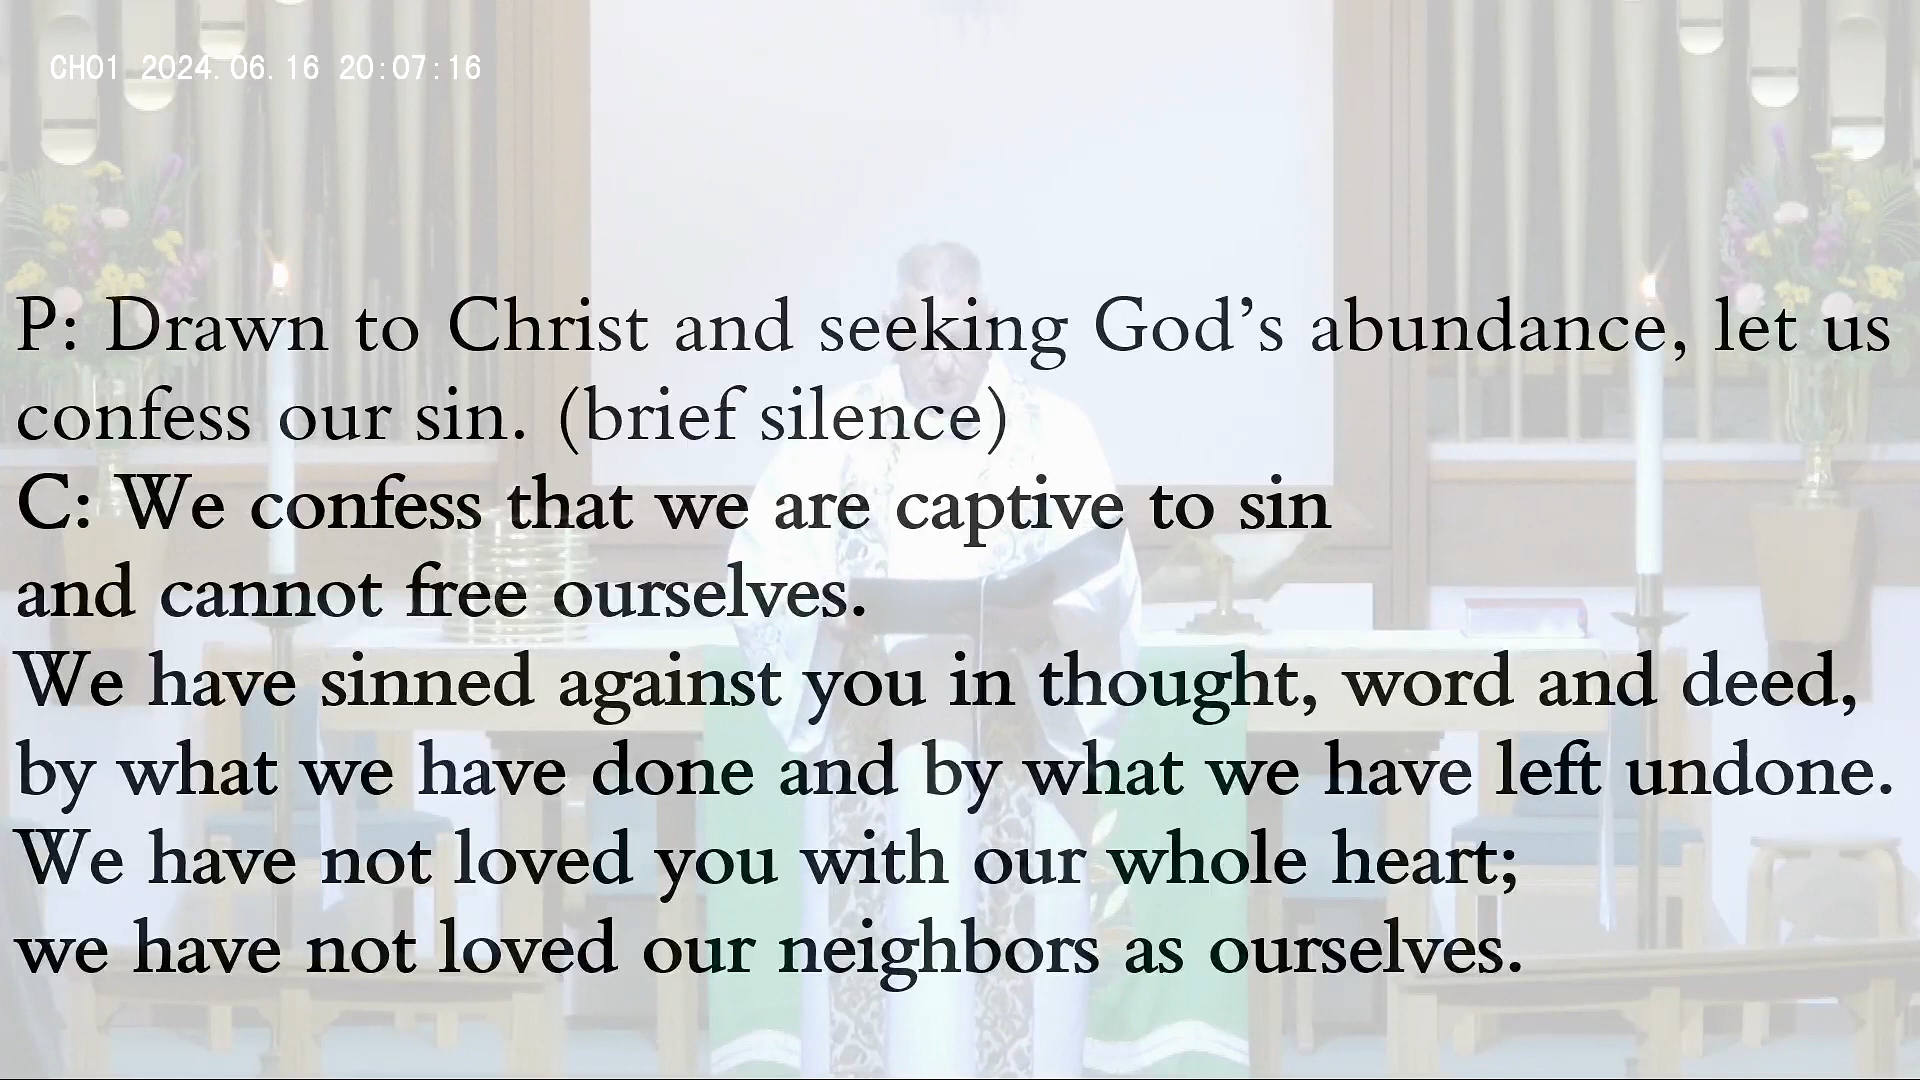 CH01 2024.06.16 20:07:16
P: Drawn to Christ and seeking God’s abundance, let us
confess our sin. (brief silence)
C: We confess that we are captive to sin
and cannot free ourselves.
We have sinned against you in thought, word and deed,
by what we have done and by what we have left undone.
We have not loved you with our whole heart;
we have not loved our neighbors as ourselves.